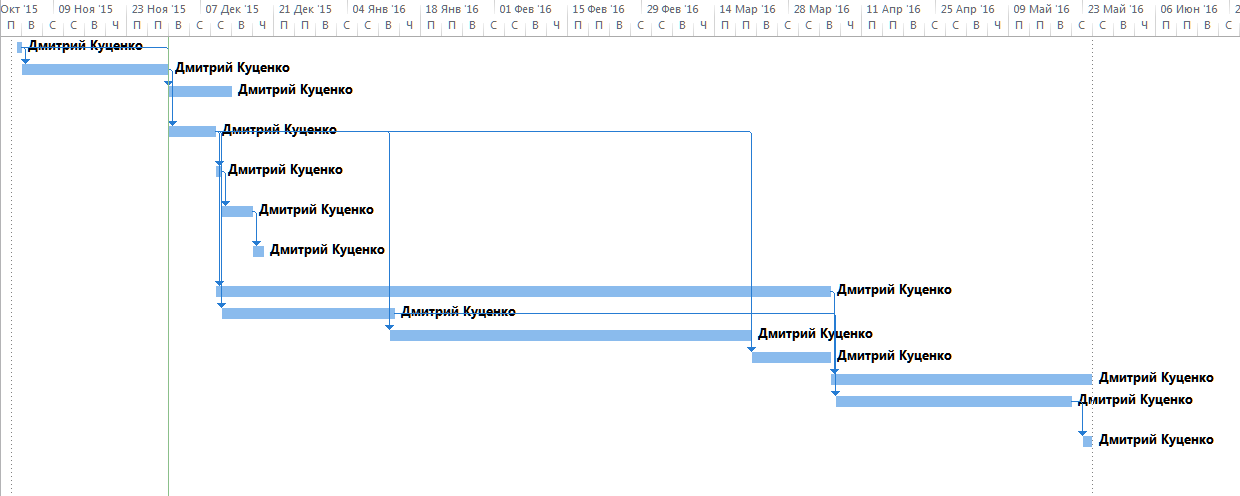 Окт '15 09 Ноя '15 23 Ноя '15 07 Дек '15 21 Дек '15 04 Янв '16 18 Янв '16 01 Фев '16 15 Фев '16 29 Фев '16 14 Мар '16 28 Мар '16 11 Апр '16 25 Апр '16 09 Май '16 23 Май '16 06 Июн '16 2
П В С С В Ч П П В С С В Ч П П В С С В Ч П П В С С В Ч П П В С С В Ч П П В С С В Ч П П В С С В Ч П П В С С В Ч П П В С
Дмитрий Куценко
Дмитрий Куценко
Дмитрий Куценко
Дмитрий Куценко
Дмитрий Куценко
Дмитрий Куценко
Дмитрий Куценко
Дмитрий Куценко
Дмитрий Куценко
Дмитрий Куценко
Дмитрий Куценко
Дмитрий Куценко
Дмитрий Куценко
Дмитрий Куценко